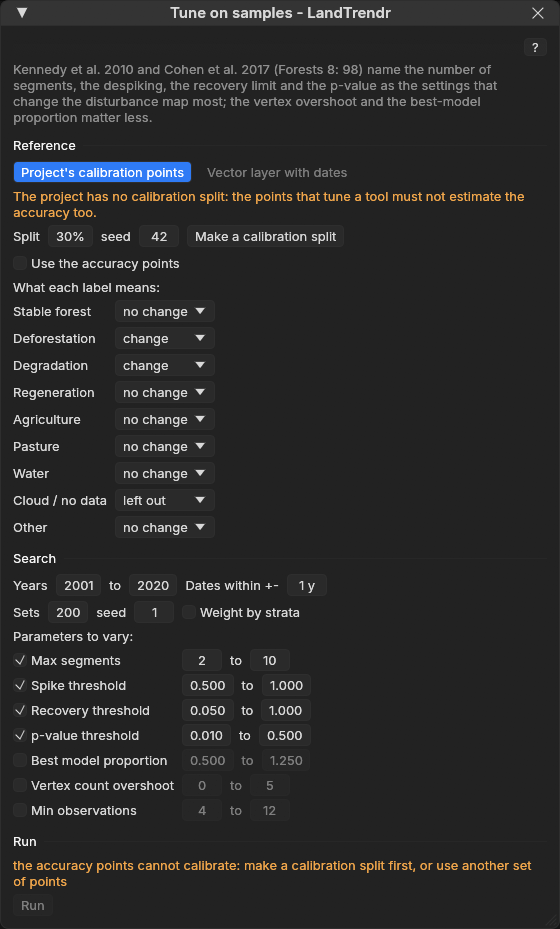 Tune on samples - LandTrendr
?
Kennedy et al. 2010 and Cohen et al. 2017 (Forests 8: 98) name the number of
segments, the despiking, the recovery limit and the p-value as the settings that
change the disturbance map most; the vertex overshoot and the best-model
proportion matter less.
Reference
Project's calibration points Vector layer with dates
The project has no calibration split: the points that tune a tool must not estimate the
accuracy too.
Split 30% seed 42 Make a calibration split
Use the accuracy points
What each label means:
Stable forest no change
Deforestation change
Degradation change
Regeneration no change
Agriculture no change
Pasture no change
Water no change
Cloud / no data left out
Other no change
Search
Years 2001 to 2020 Dates within +- 1 y
Sets 200 seed 1 Weight by strata
Parameters to vary:
Max segments 2 to 10
Spike threshold 0.500 to 1.000
Recovery threshold 0.050 to 1.000
p-value threshold 0.010 to 0.500
Best model proportion 0.500 to 1.250
Vertex count overshoot 0 to 5
Min observations 4 to 12
Run
the accuracy points cannot calibrate: make a calibration split first, or use another set
of points
Run